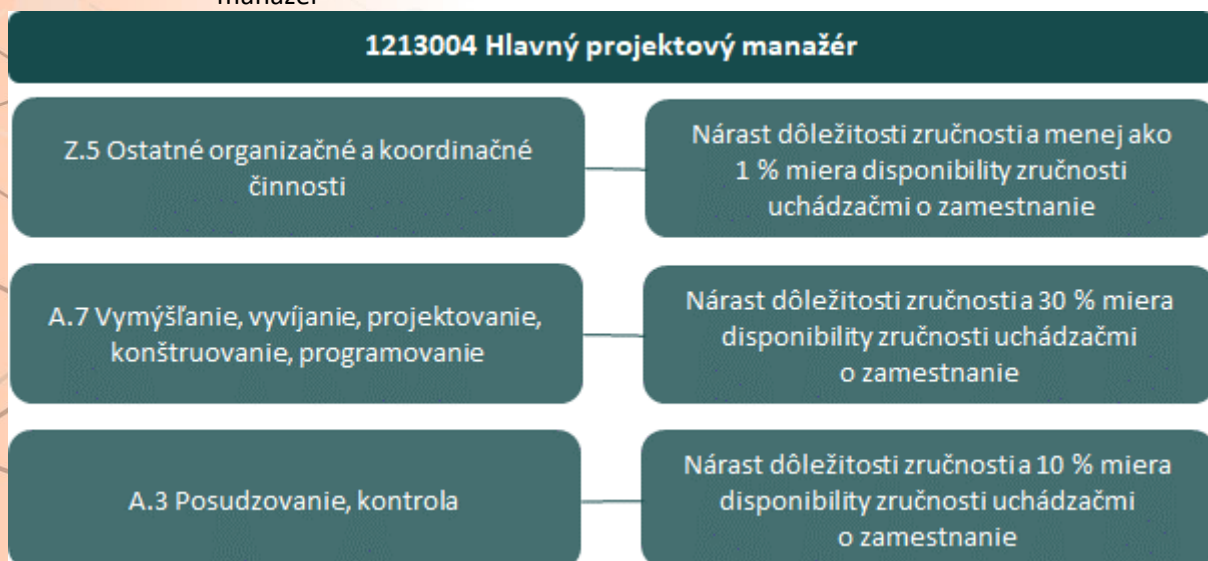 manažér
1213004 Hlavný projektový manažér
Z.5 Ostatné organizačné a koordinačné
činnosti
Nárast dôležitosti zručnosti a menej ako
1 % miera disponibility zručnosti
uchádzačmi o zamestnanie
A.7 Vymýšľanie, vyvíjanie, projektovanie,
konštruovanie, programovanie
Nárast dôležitosti zručnosti a 30 % miera
disponibility zručnosti uchádzačmi
o zamestnanie
A.3 Posudzovanie, kontrola
Nárast dôležitosti zručnosti a 10 % miera
disponibility zručnosti uchádzačmi
o zamestnanie